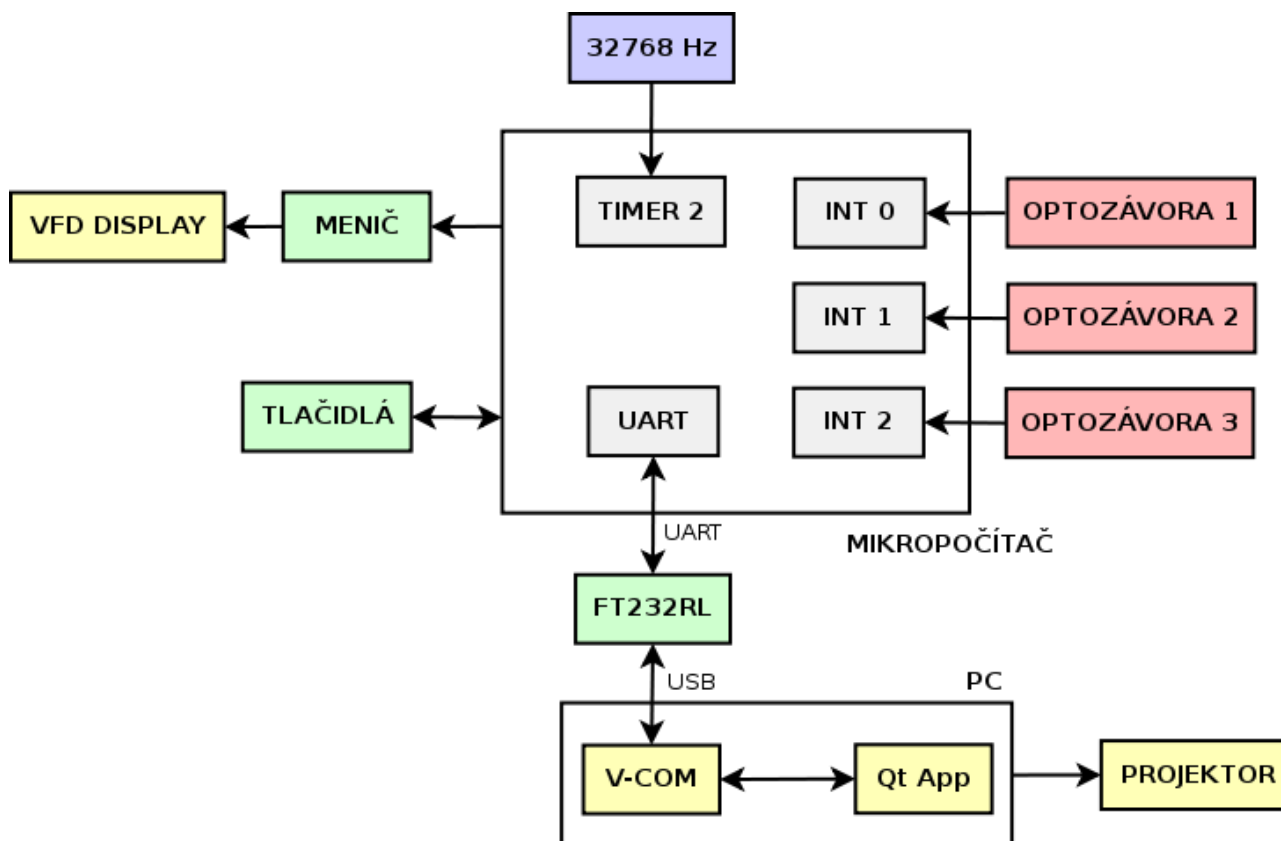 32768 Hz
VFD DISPLAY
MENIČ
TIMER 2
INT 0
OPTOZÁVORA 1
INT 1
OPTOZÁVORA 2
TLAČIDLÁ
UART
INT 2
OPTOZÁVORA 3
UART
MIKROPOČÍTAČ
FT232RL
USB
PC
V-COM
Qt App
PROJEKTOR